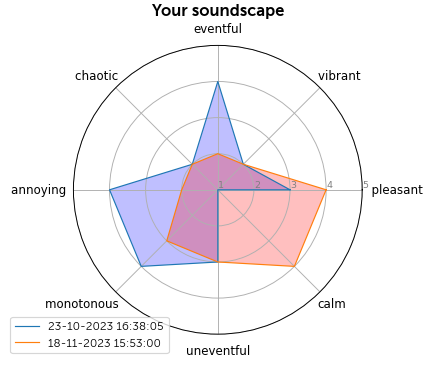 Your soundscape
eventful
chaotic
vibrant
annoying
1
2
3
4
5
pleasant
monotonous
calm
23-10-2023 16:38:05
18-11-2023 15:53:00
uneventful